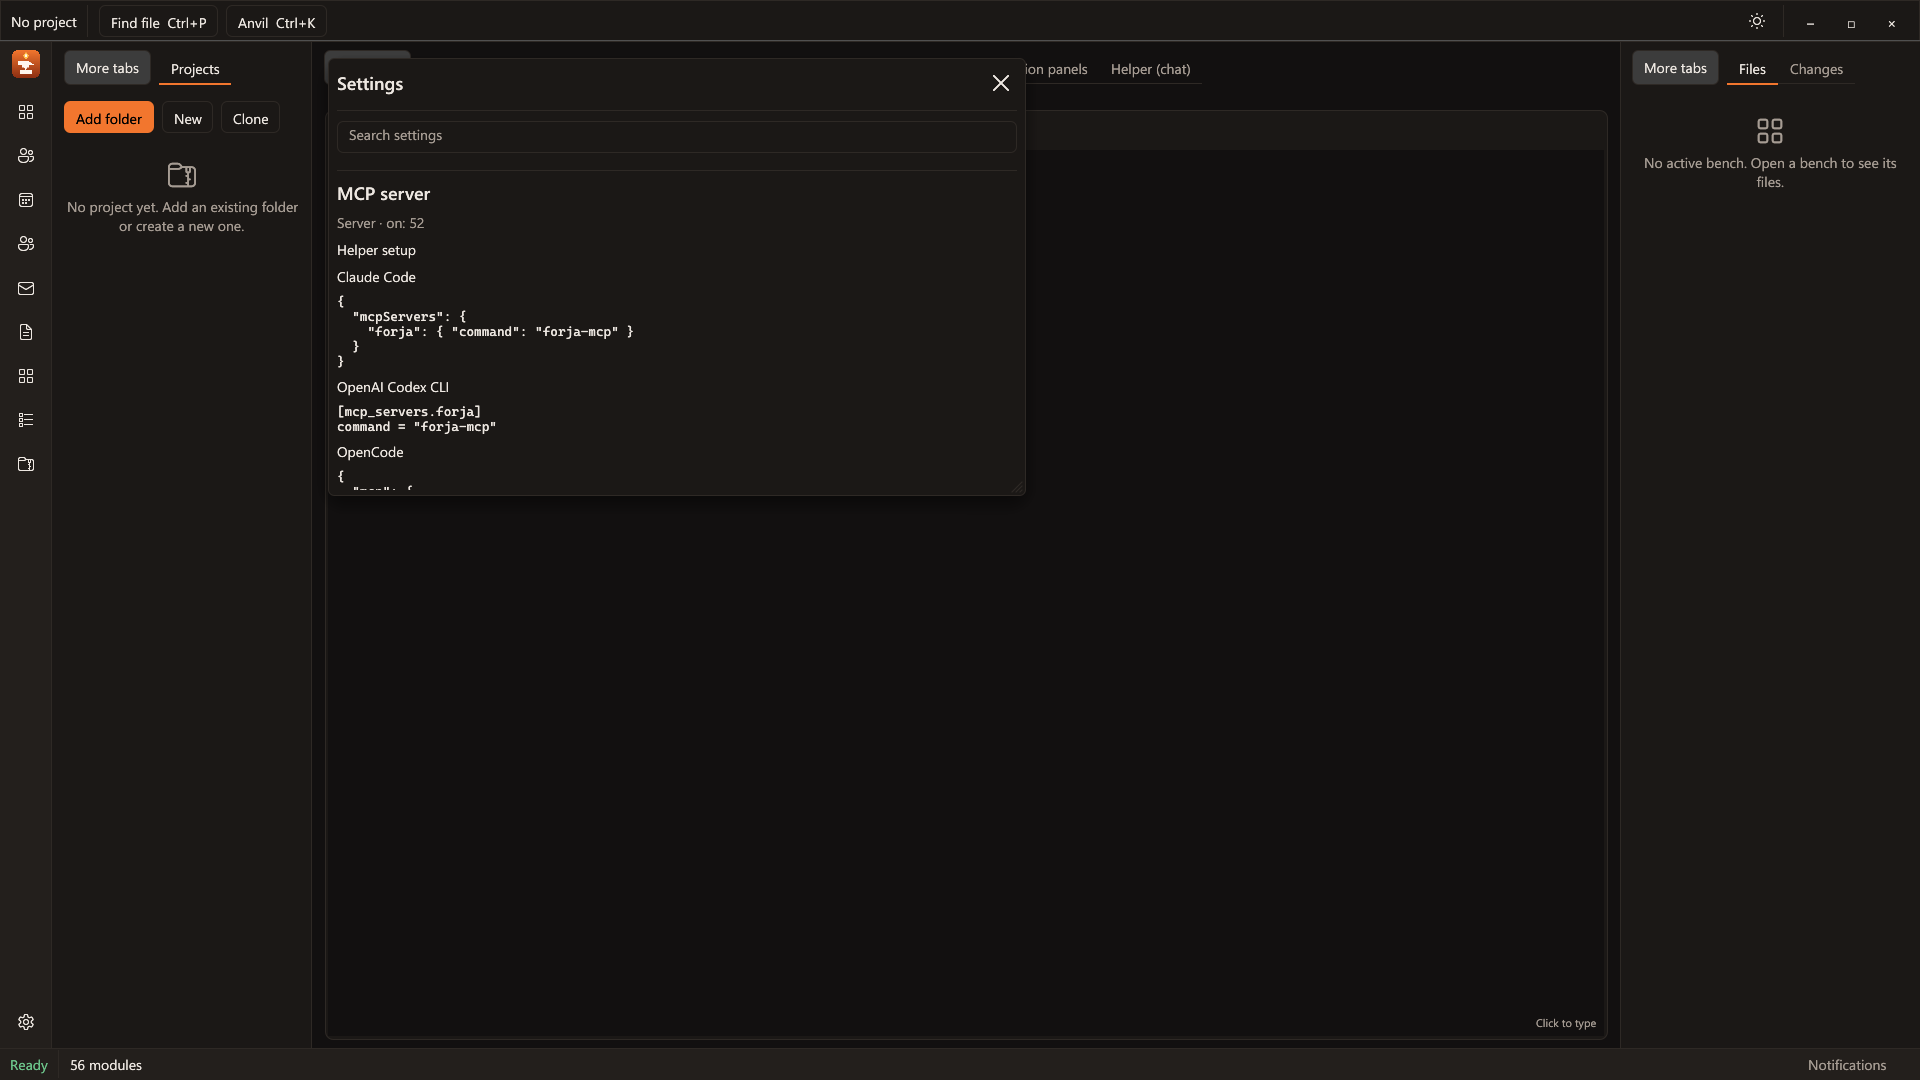 No project
Find file Ctrl+P
Anvil Ctrl+K
More tabs
Projects
Add folder
New
Clone
No project yet. Add an existing folder
or create a new one.
Settings
Search settings
MCP server
Server · on: 52
Helper setup
Claude Code
{
  "mcpServers": {
    "forja": { "command": "forja-mcp" }
  }
}
OpenAI Codex CLI
[mcp_servers.forja]
command = "forja-mcp"
OpenCode
{
  "mcp": {
ion panels
Helper (chat)
Click to type
More tabs
Files
Changes
No active bench. Open a bench to see its
files.
Ready
56 modules
Notifications